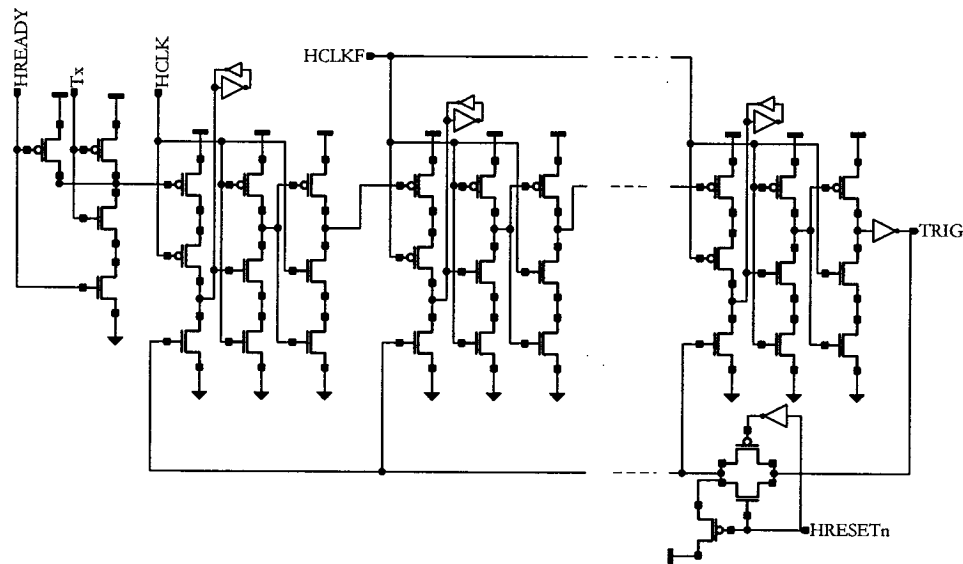 HREADY
Tx
HCLK
HCLKF
TRIG
HRESETn